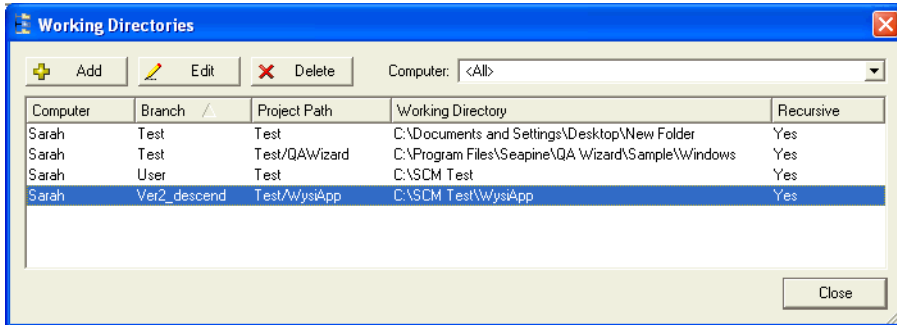 Working Directories
Add Edit Delete Computer: <All>
Computer Branch Project Path Working Directory Recursive
Sarah Test Test C:\Documents and Settings\Desktop\New Folder Yes
Sarah Test Test/QAWizard C:\Program Files\Seapine\QA Wizard\Sample\Windows Yes
Sarah User Test C:\SCM Test Yes
Sarah Ver2_descend Test/WysiApp C:\SCM Test\WysiApp Yes
Close